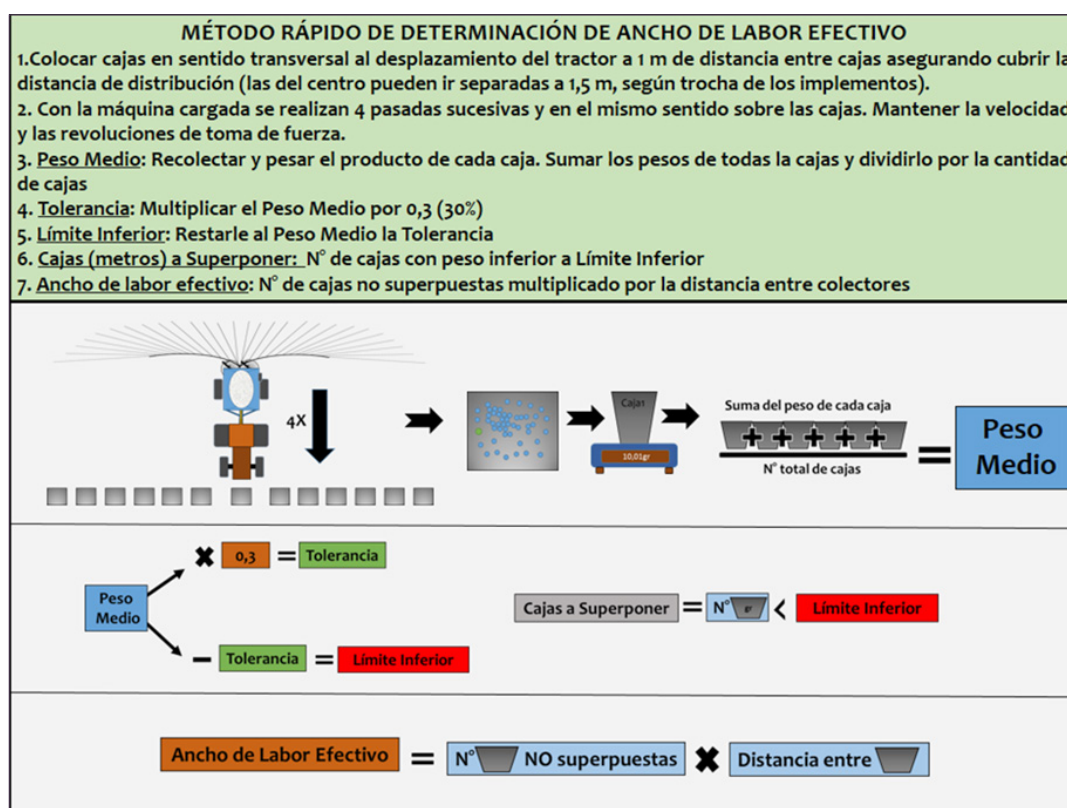 MÉTODO RÁPIDO DE DETERMINACIÓN DE ANCHO DE LABOR EFECTIVO
1.Colocar cajas en sentido transversal al desplazamiento del tractor a 1 m de distancia entre cajas asegurando cubrir la
distancia de distribución (las del centro pueden ir separadas a 1,5 m, según trocha de los implementos).
2. Con la máquina cargada se realizan 4 pasadas sucesivas y en el mismo sentido sobre las cajas. Mantener la velocidad
y las revoluciones de toma de fuerza.
3. Peso Medio: Recolectar y pesar el producto de cada caja. Sumar los pesos de todas la cajas y dividirlo por la cantidad
de cajas
4. Tolerancia: Multiplicar el Peso Medio por 0,3 (30%)
5. Límite Inferior: Restarle al Peso Medio la Tolerancia
6. Cajas (metros) a Superponer: N° de cajas con peso inferior a Límite Inferior
7. Ancho de labor efectivo: N° de cajas no superpuestas multiplicado por la distancia entre colectores
4X
Caja1
10,01gr
Suma del peso de cada caja
+ + + + +
N° total de cajas
=
Peso
Medio
Peso
Medio
× 0,3 = Tolerancia
− Tolerancia = Límite Inferior
Cajas a Superponer = N° gr < Límite Inferior
Ancho de Labor Efectivo = N° NO superpuestas × Distancia entre